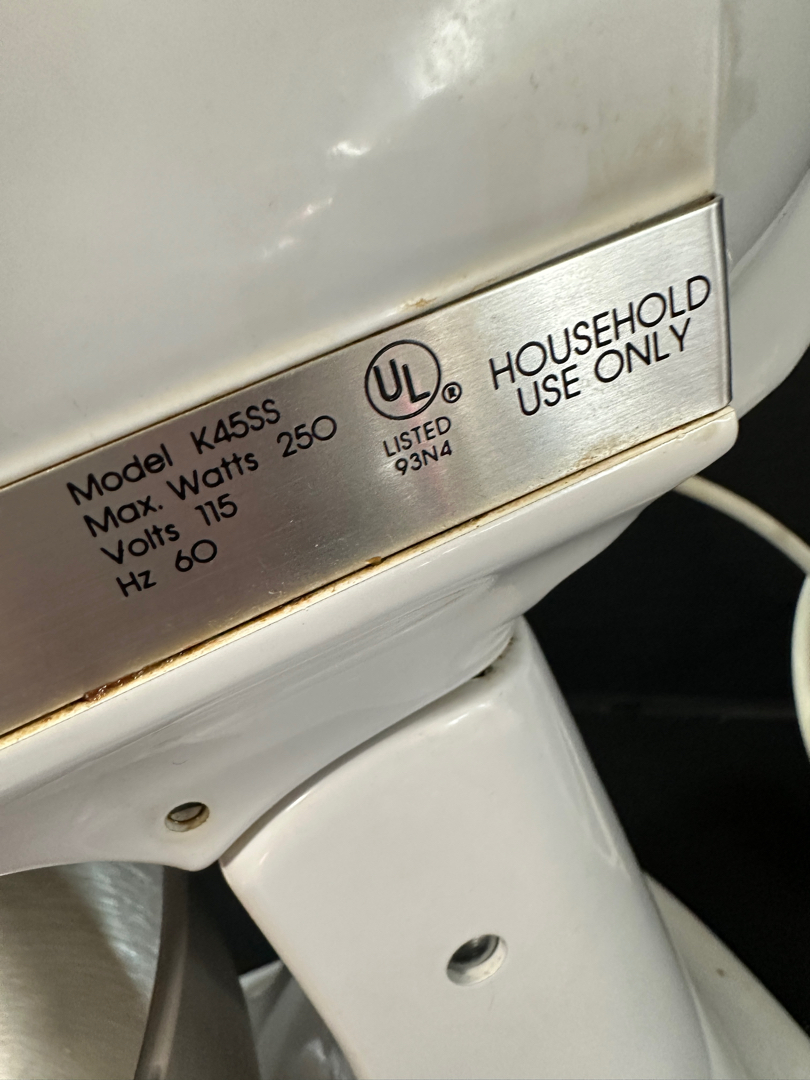 Model K45SS
Max. Watts 250
Volts 115
Hz 60
UL ®
LISTED
93N4
HOUSEHOLD
USE ONLY